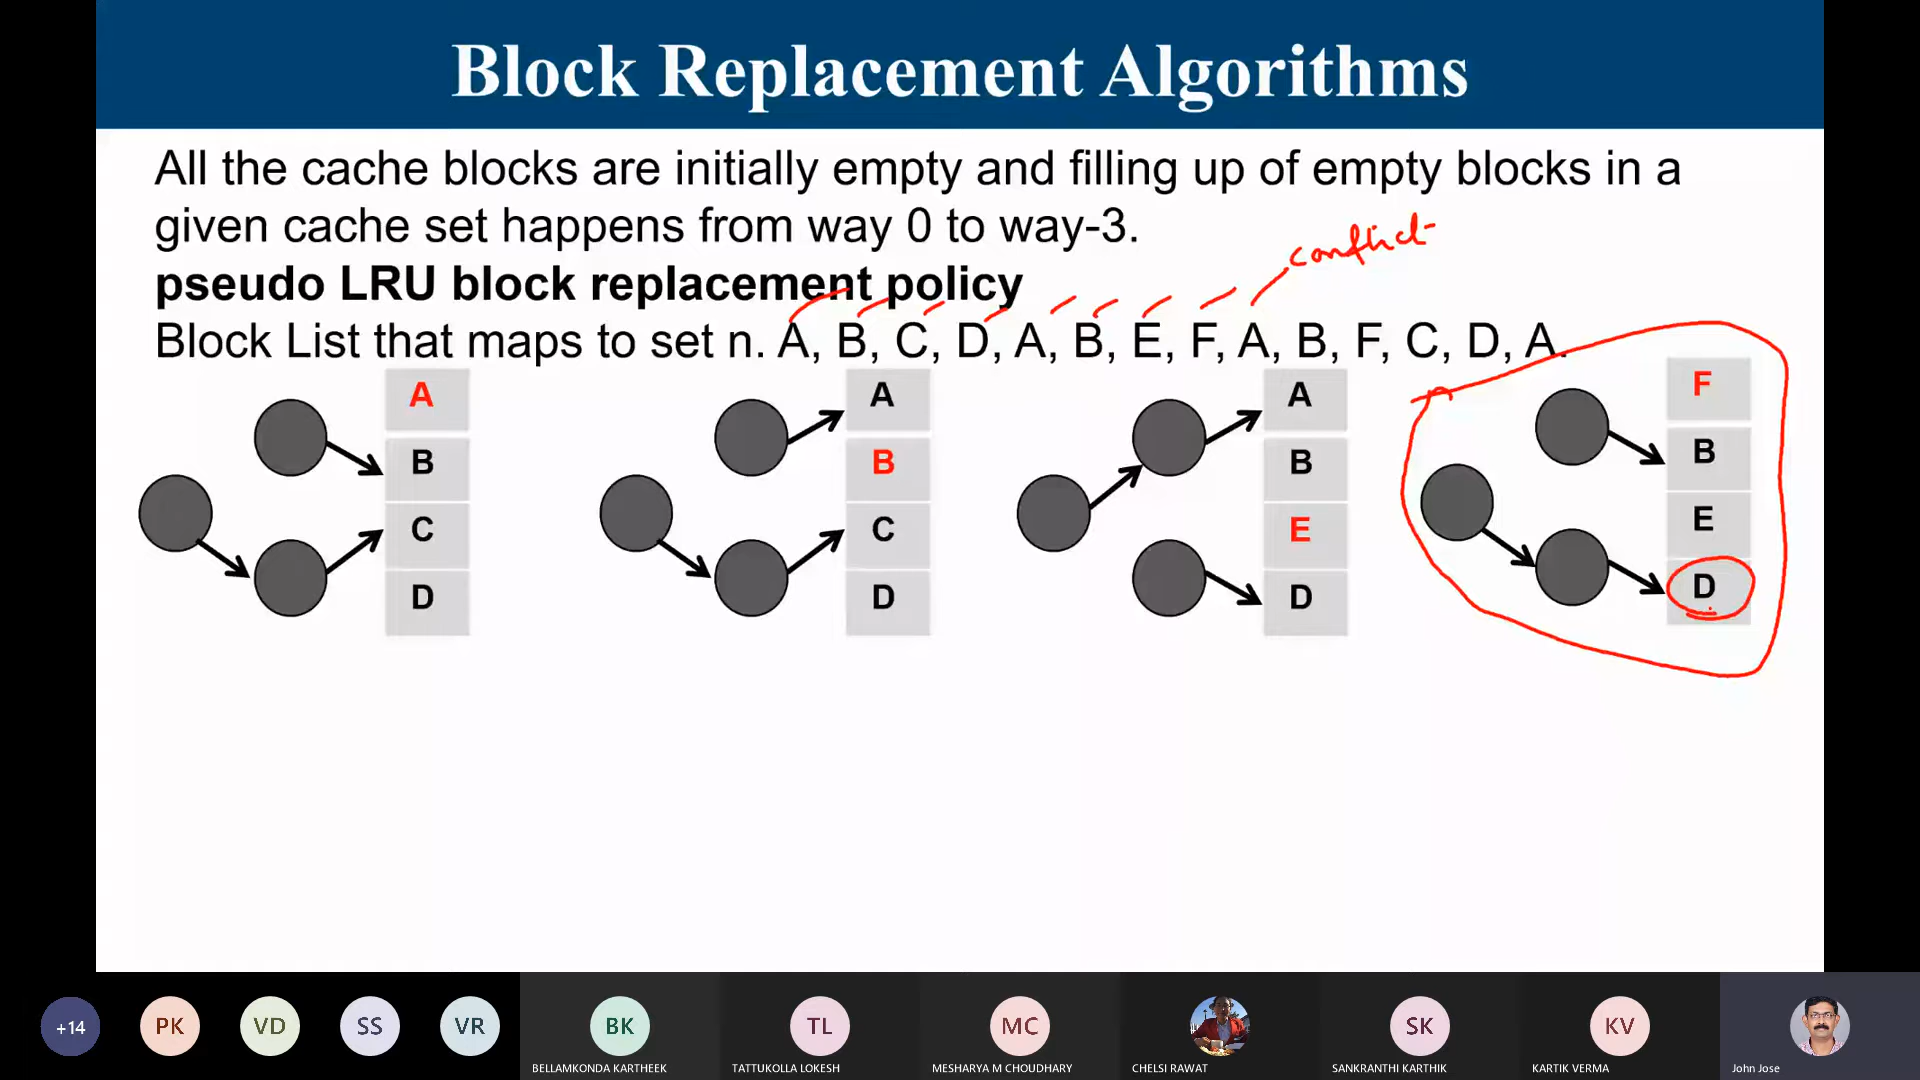 Block Replacement Algorithms
All the cache blocks are initially empty and filling up of empty blocks in a
given cache set happens from way 0 to way-3.
conflict
pseudo LRU block replacement policy
Block List that maps to set n. A, B, C, D, A, B, E, F, A, B, F, C, D, A.
A
B
C
D
A
B
C
D
A
B
E
D
F
B
E
D
+14
PK
VD
SS
VR
BK
BELLAMKONDA KARTHEEK
TL
TATTUKOLLA LOKESH
MC
MESHARYA M CHOUDHARY
CHELSI RAWAT
SK
SANKRANTHI KARTHIK
KV
KARTIK VERMA
John Jose